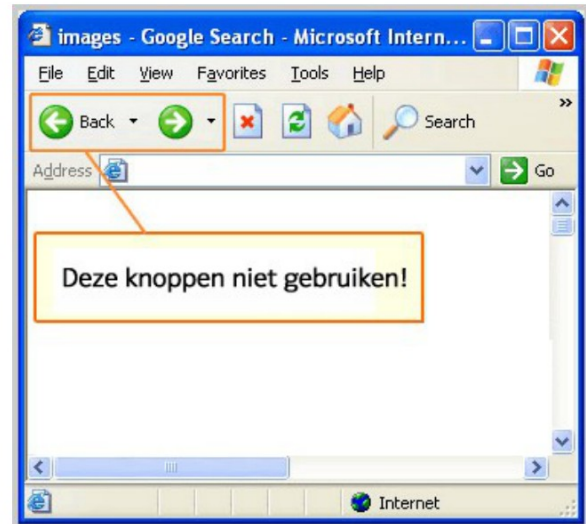 images - Google Search - Microsoft Intern...
File Edit View Favorites Tools Help
Back Search »
Address Go
Deze knoppen niet gebruiken!
Internet